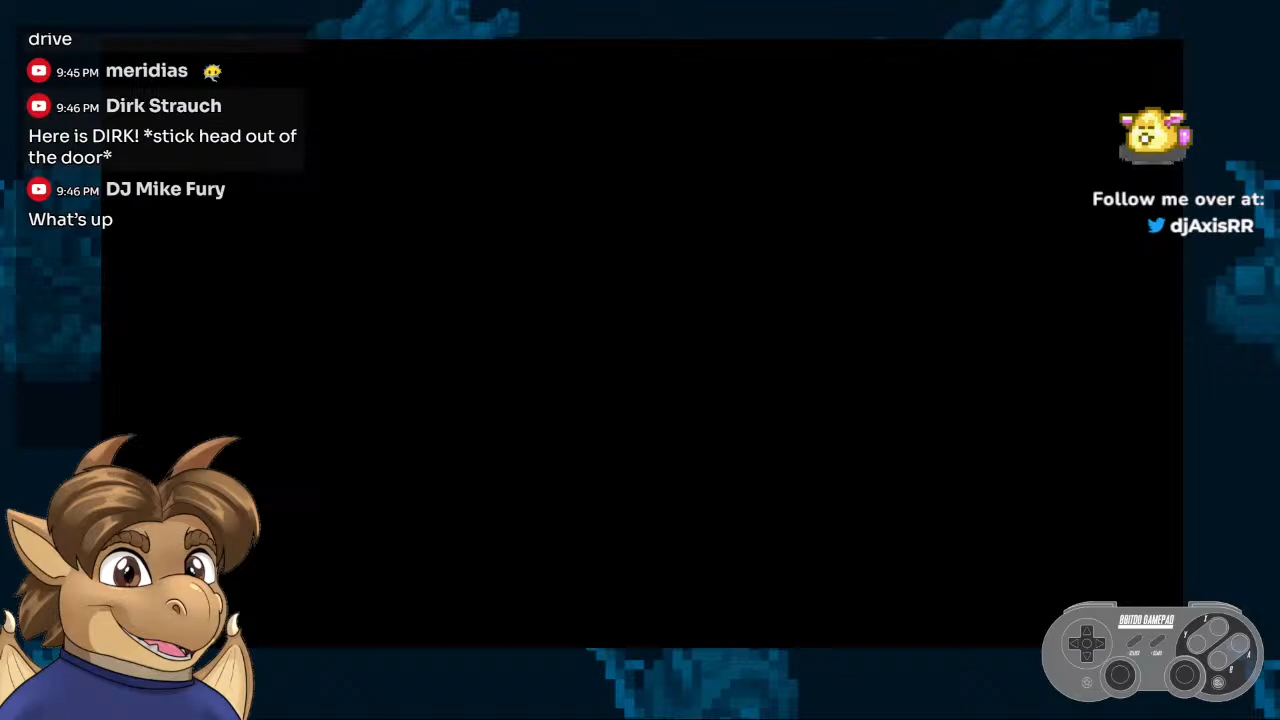 drive
9:45 PM meridias
9:46 PM Dirk Strauch
Here is DIRK! *stick head out of
the door*
9:46 PM DJ Mike Fury
What's up
Follow me over at:
djAxisRR
8BITDO GAMEPAD
Y
X
A
B